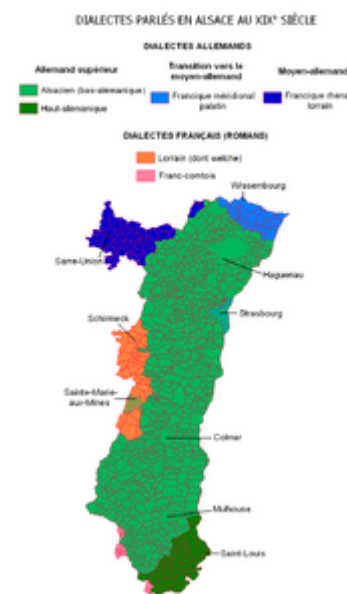 DIALECTES PARLÉS EN ALSACE AU XIXᵉ SIÈCLE
DIALECTES ALLEMANDS
Allemand supérieur
Transition vers le
moyen-allemand
Moyen-allemand
Alsacien (bas-alémanique)
Haut-alémanique
Francique méridional
palatin
Francique rhénan
lorrain
DIALECTES FRANÇAIS (ROMANS)
Lorrain (dont welche)
Franc-comtois
Wissembourg
Sarre-Union
Haguenau
Schirmeck
Strasbourg
Sainte-Marie-
aux-Mines
Colmar
Mulhouse
Saint-Louis